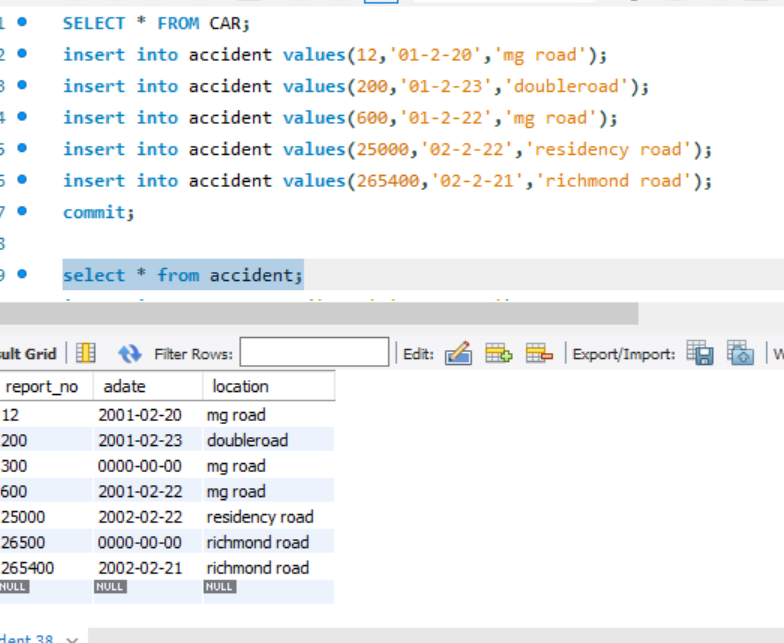 SELECT * FROM CAR;
2 insert into accident values(12,'01-2-20','mg road');
3 insert into accident values(200,'01-2-23','doubleroad');
4 insert into accident values(600,'01-2-22','mg road');
5 insert into accident values(25000,'02-2-22','residency road');
6 insert into accident values(265400,'02-2-21','richmond road');
7 commit;
8
9 select * from accident;
sult Grid Filter Rows: Edit: Export/Import: W
report_no adate location
12 2001-02-20 mg road
200 2001-02-23 doubleroad
300 0000-00-00 mg road
600 2001-02-22 mg road
25000 2002-02-22 residency road
26500 0000-00-00 richmond road
265400 2002-02-21 richmond road
NULL NULL NULL
dent 38